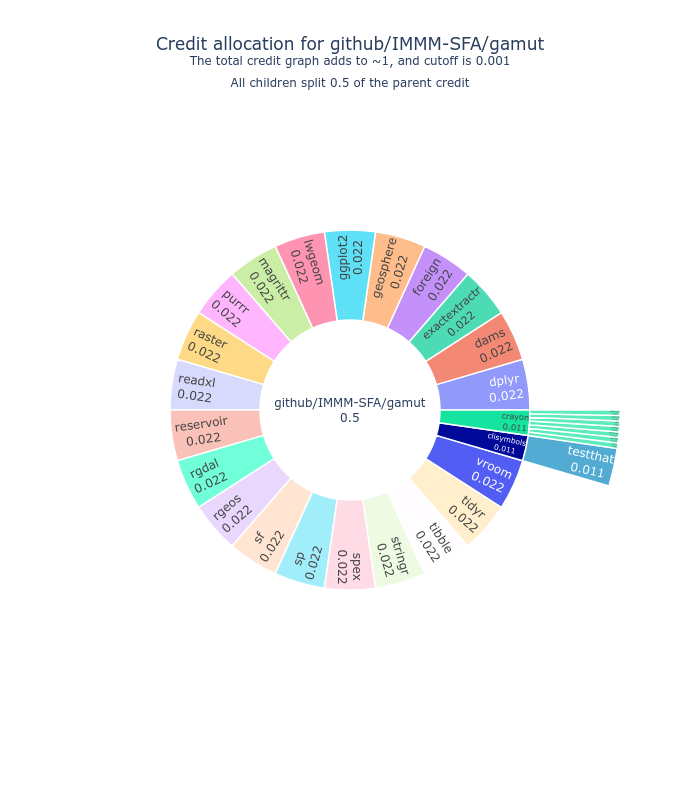 Credit allocation for github/IMMM-SFA/gamut
The total credit graph adds to ~1, and cutoff is 0.001
All children split 0.5 of the parent credit
github/IMMM-SFA/gamut
0.5
dplyr
0.022
dams
0.022
exactextractr
0.022
foreign
0.022
geosphere
0.022
ggplot2
0.022
lwgeom
0.022
magrittr
0.022
purrr
0.022
raster
0.022
readxl
0.022
reservoir
0.022
rgdal
0.022
rgeos
0.022
sf
0.022
sp
0.022
spex
0.022
stringr
0.022
tibble
0.022
tidyr
0.022
vroom
0.022
clisymbols
0.011
crayon
0.011
testthat
0.011